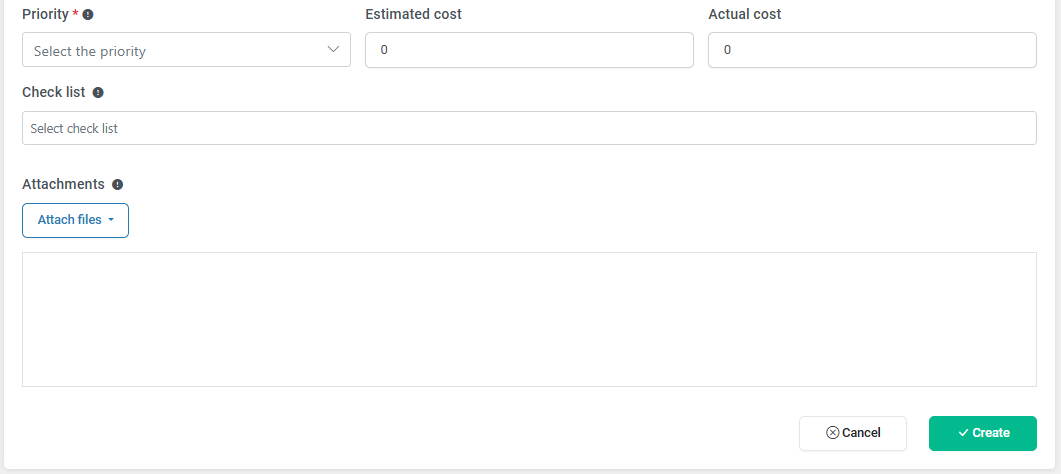 Priority *
Estimated cost
Actual cost
Select the priority
0
0
Check list
Select check list
Attachments
Attach files
Cancel
Create